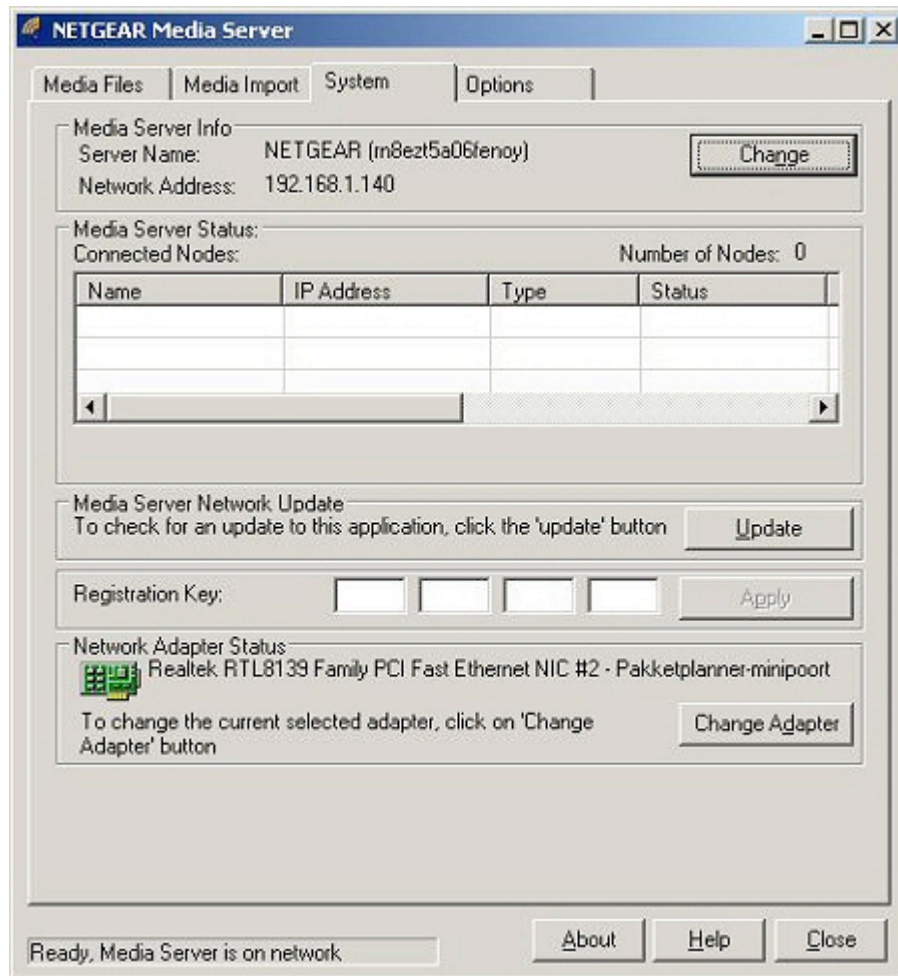 NETGEAR Media Server
Media Files Media Import System Options
Media Server Info
Server Name: NETGEAR (m8ezt5a06fenoy) Change
Network Address: 192.168.1.140
Media Server Status:
Connected Nodes: Number of Nodes: 0
Name IP Address Type Status
Media Server Network Update
To check for an update to this application, click the 'update' button Update
Registration Key: Apply
Network Adapter Status
Realtek RTL8139 Family PCI Fast Ethernet NIC #2 - Pakketplanner-minipoort
To change the current selected adapter, click on 'Change
Adapter' button
Change Adapter
Ready, Media Server is on network
About Help Close